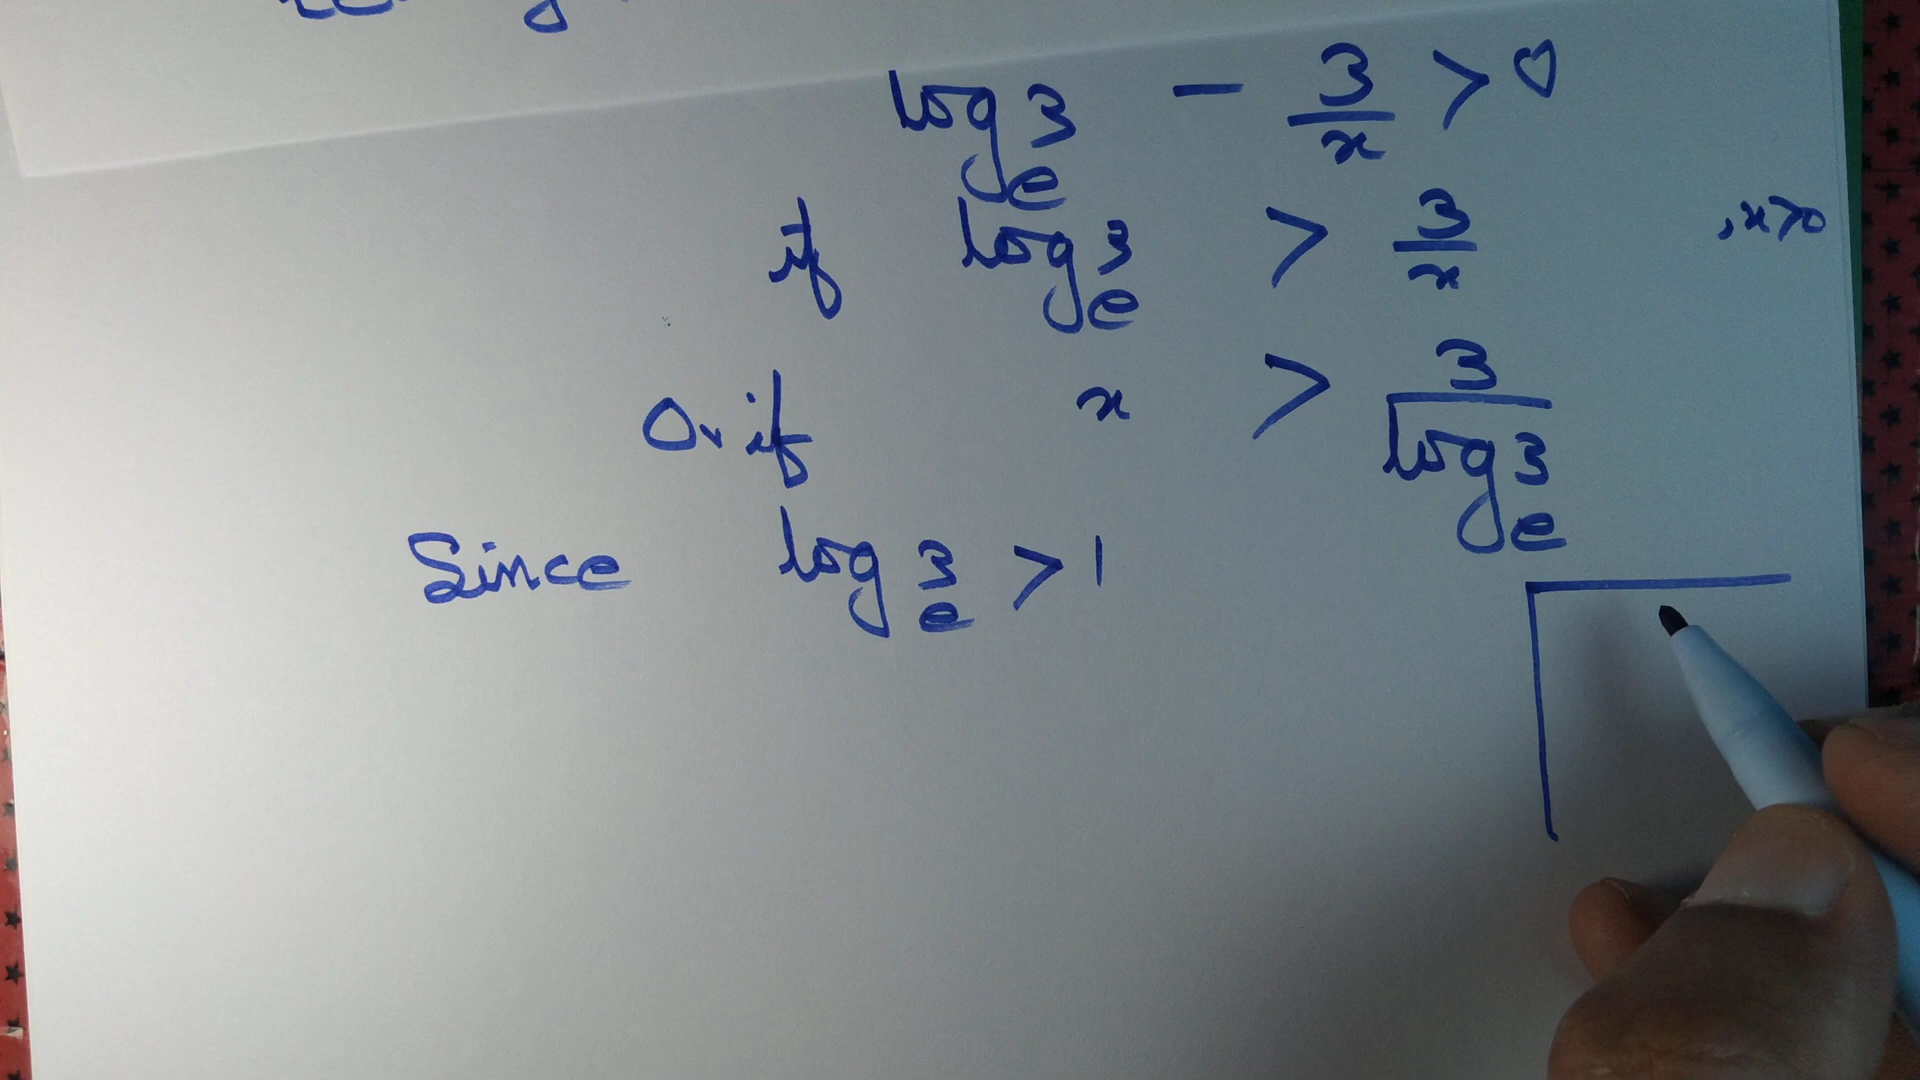 log_e 3 - 3/x > 0
if log_e 3 > 3/x , x>0
Or if x > 3/log_e 3
Since log_e 3 > 1